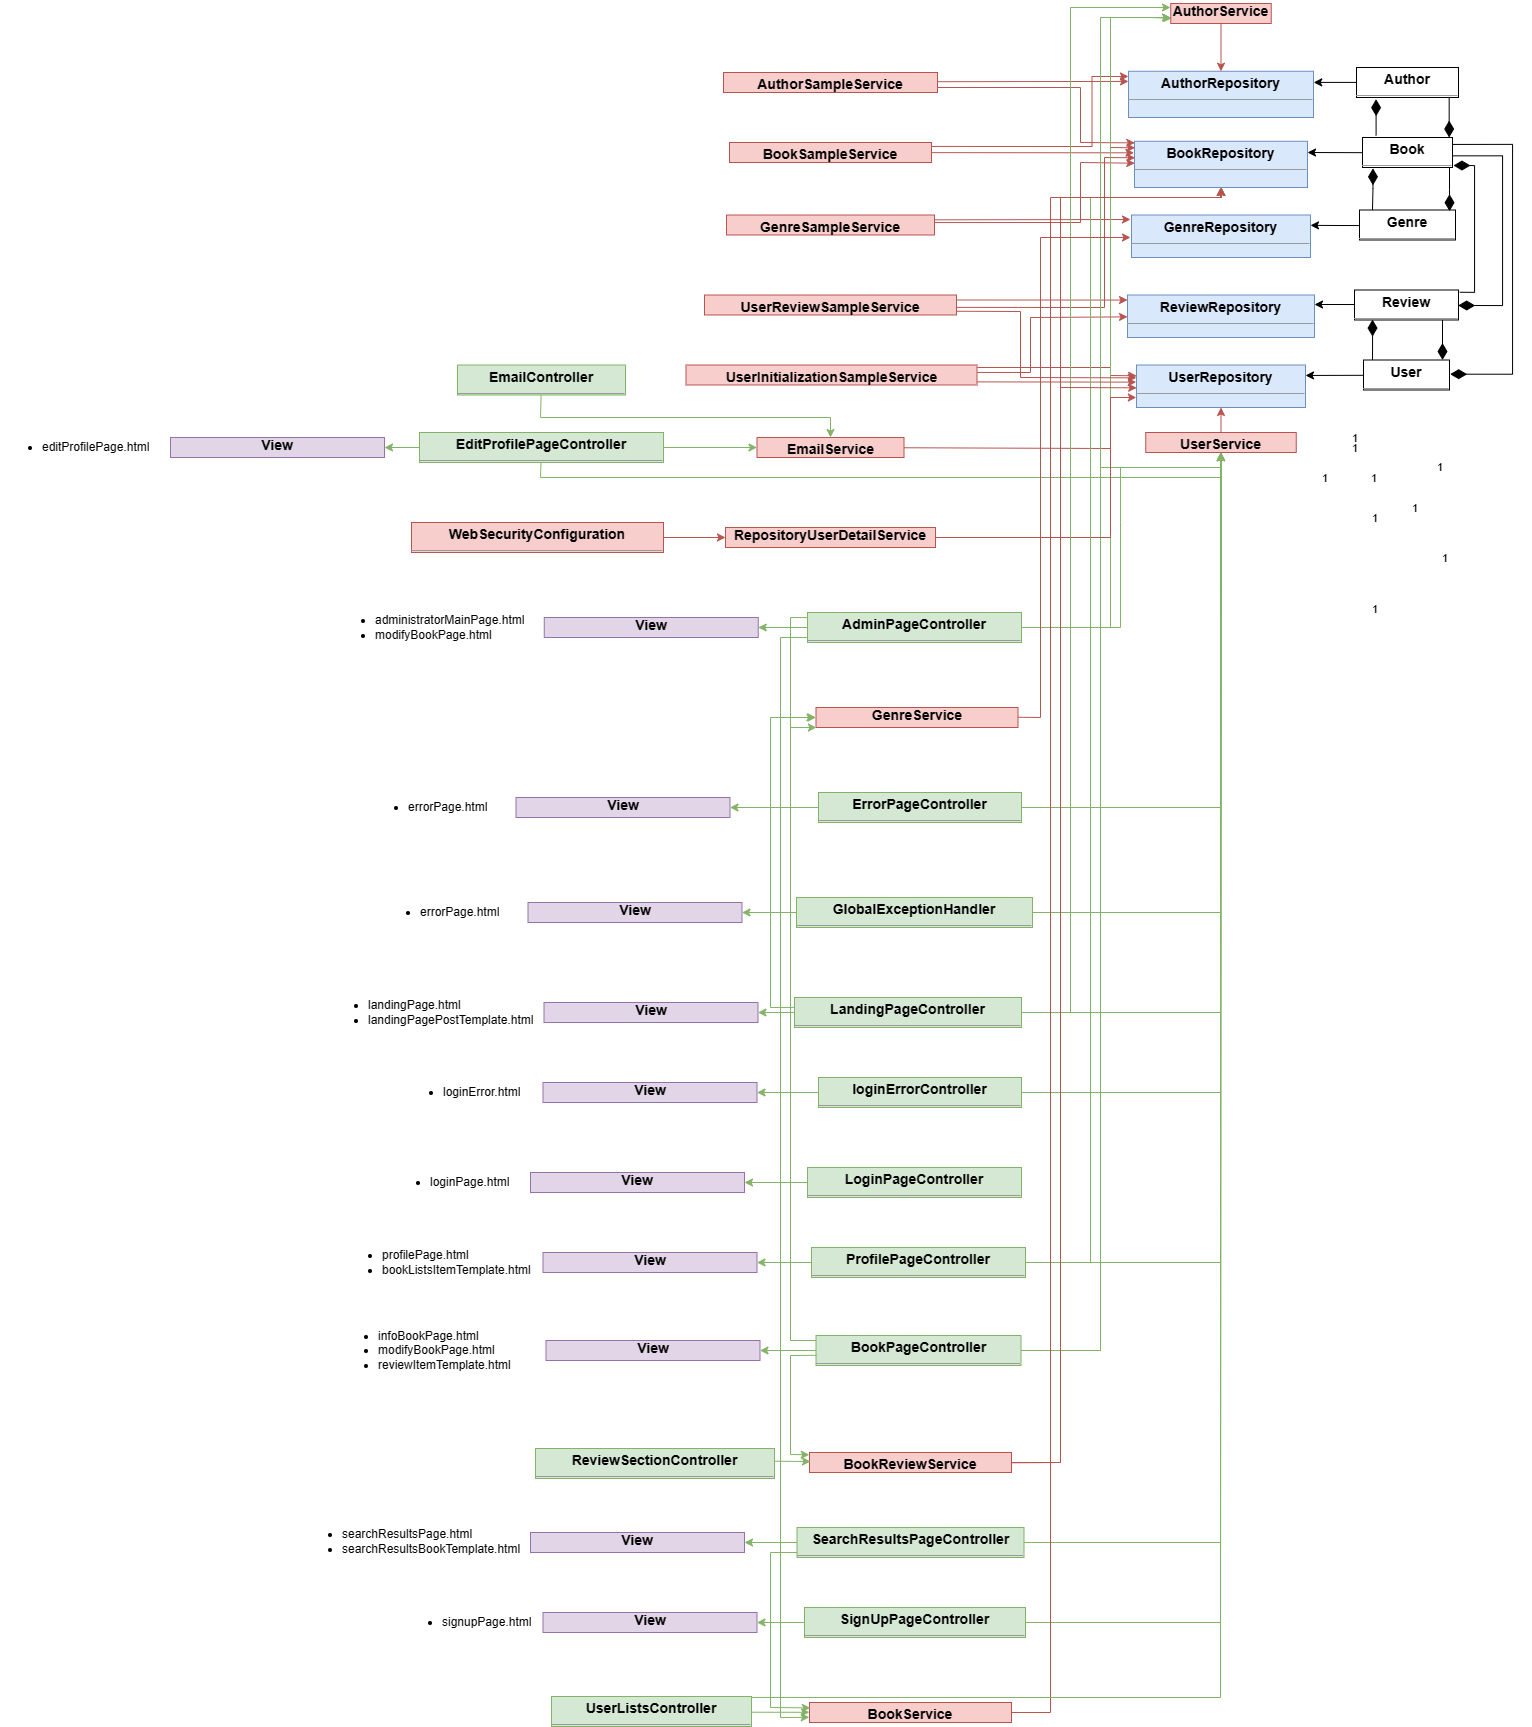 AuthorService
AuthorSampleService
AuthorRepository
Author
BookSampleService
BookRepository
Book
GenreSampleService
GenreRepository
Genre
UserReviewSampleService
ReviewRepository
Review
EmailController
UserInitializationSampleService
UserRepository
User
editProfilePage.html
View
EditProfilePageController
EmailService
UserService
1
1
1
1
1
1
1
1
1
WebSecurityConfiguration
RepositoryUserDetailService
administratorMainPage.html
modifyBookPage.html
View
AdminPageController
GenreService
errorPage.html
View
ErrorPageController
errorPage.html
View
GlobalExceptionHandler
landingPage.html
landingPagePostTemplate.html
View
LandingPageController
loginError.html
View
loginErrorController
loginPage.html
View
LoginPageController
profilePage.html
bookListsItemTemplate.html
View
ProfilePageController
infoBookPage.html
modifyBookPage.html
reviewItemTemplate.html
View
BookPageController
ReviewSectionController
BookReviewService
searchResultsPage.html
searchResultsBookTemplate.html
View
SearchResultsPageController
signupPage.html
View
SignUpPageController
UserListsController
BookService